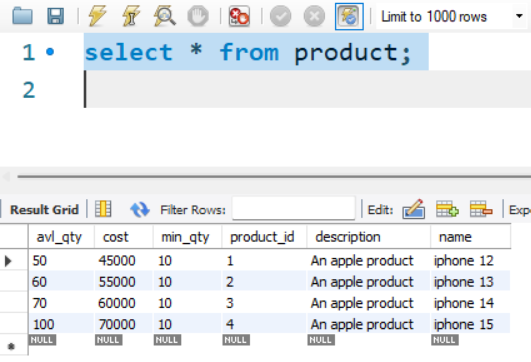 Limit to 1000 rows
1 select * from product;
2
Result Grid Filter Rows: Edit: Exp
avl_qty cost min_qty product_id description name
50 45000 10 1 An apple product iphone 12
60 55000 10 2 An apple product iphone 13
70 60000 10 3 An apple product iphone 14
100 70000 10 4 An apple product iphone 15
NULL NULL NULL NULL NULL NULL